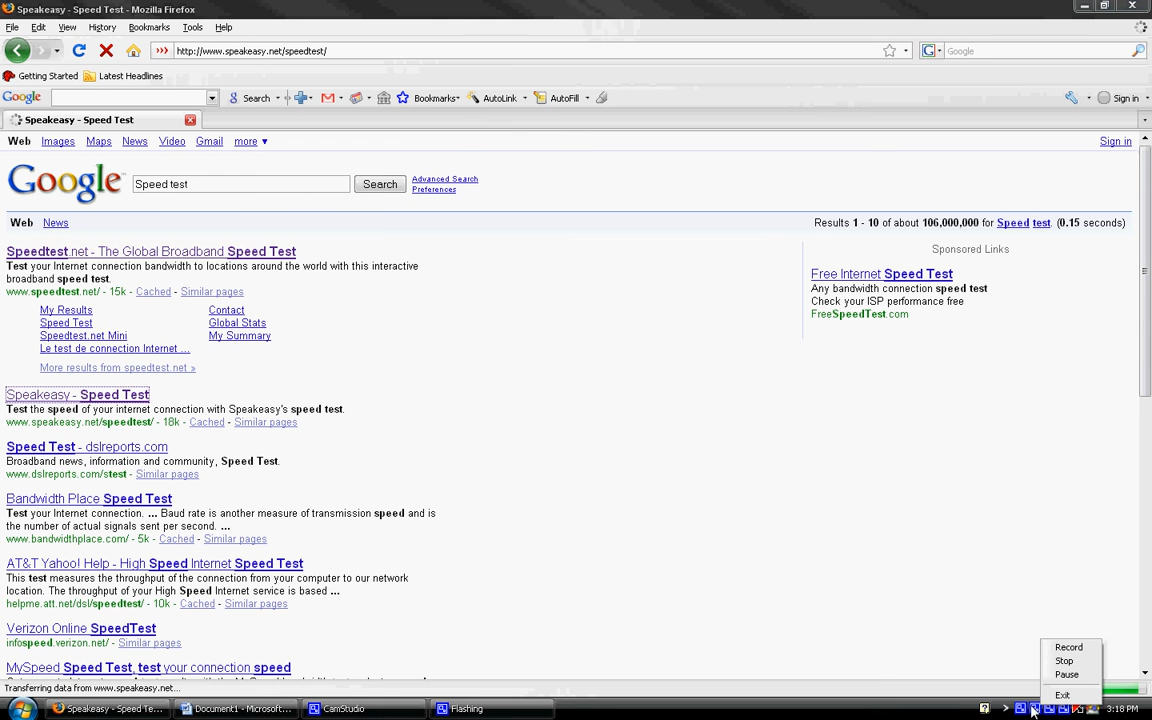 Speakeasy - Speed Test - Mozilla Firefox
File Edit View History Bookmarks Tools Help
http://www.speakeasy.net/speedtest/ G Google
Getting Started Latest Headlines
Google G Search Bookmarks AutoLink AutoFill Sign in
Speakeasy - Speed Test
Web Images Maps News Video Gmail more ▼ Sign in
Google Speed test Search Advanced Search
Preferences
Web News Results 1 - 10 of about 106,000,000 for Speed test. (0.15 seconds)
Speedtest.net - The Global Broadband Speed Test
Test your Internet connection bandwidth to locations around the world with this interactive
broadband speed test.
www.speedtest.net/ - 15k - Cached - Similar pages
My Results Contact
Speed Test Global Stats
Speedtest.net Mini My Summary
Le test de connection Internet ...
More results from speedtest.net »
Sponsored Links
Free Internet Speed Test
Any bandwidth connection speed test
Check your ISP performance free
FreeSpeedTest.com
Speakeasy - Speed Test
Test the speed of your internet connection with Speakeasy's speed test.
www.speakeasy.net/speedtest/ - 18k - Cached - Similar pages
Speed Test - dslreports.com
Broadband news, information and community, Speed Test.
www.dslreports.com/stest - Similar pages
Bandwidth Place Speed Test
Test your Internet connection. ... Baud rate is another measure of transmission speed and is
the number of actual signals sent per second. ...
www.bandwidthplace.com/ - 5k - Cached - Similar pages
AT&T Yahoo! Help - High Speed Internet Speed Test
This test measures the throughput of the connection from your computer to our network
location. The throughput of your High Speed Internet service is based ...
helpme.att.net/dsl/speedtest/ - 10k - Cached - Similar pages
Verizon Online SpeedTest
infospeed.verizon.net/ - Similar pages
MySpeed Speed Test, test your connection speed
Record
Stop
Pause
Exit
Transferring data from www.speakeasy.net...
Speakeasy - Speed Te... Document1 - Microsoft... CamStudio Flashing 3:18 PM